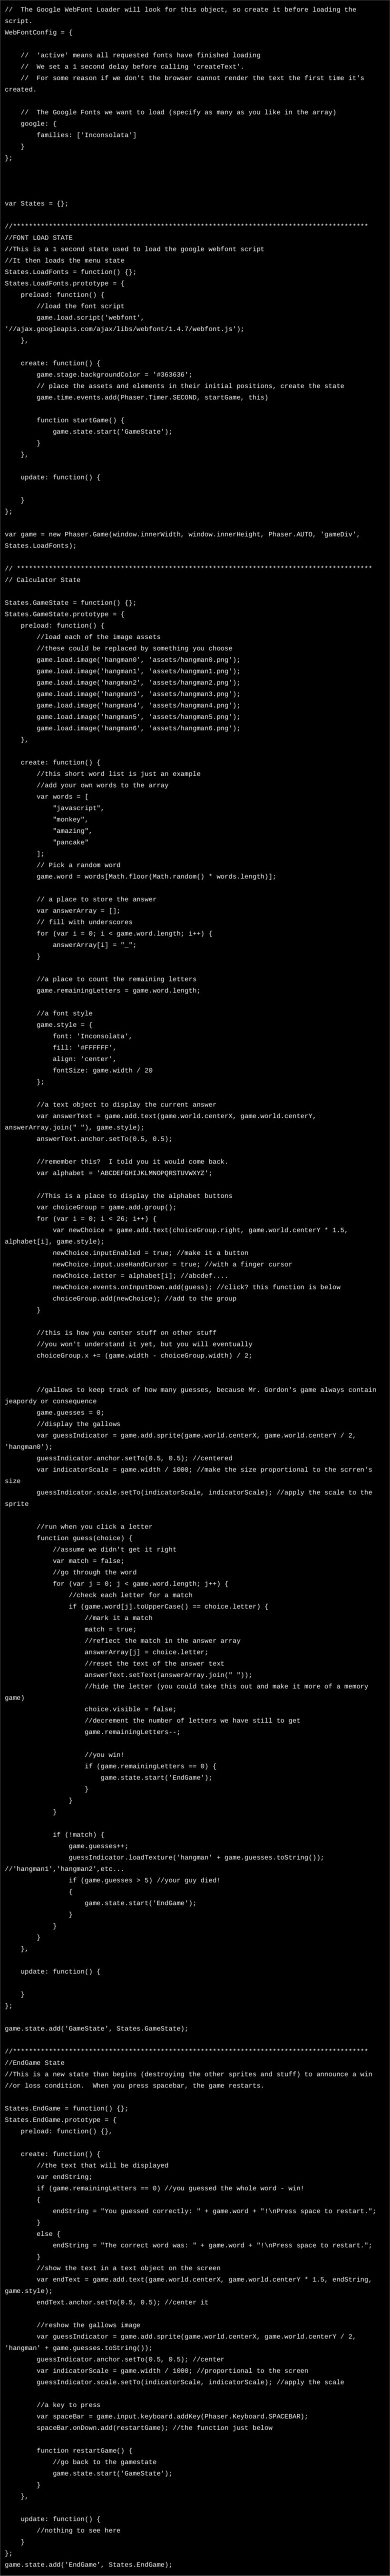 //  The Google WebFont Loader will look for this object, so create it before loading the
script.
WebFontConfig = {

    //  'active' means all requested fonts have finished loading
    //  We set a 1 second delay before calling 'createText'.
    //  For some reason if we don't the browser cannot render the text the first time it's
created.

    //  The Google Fonts we want to load (specify as many as you like in the array)
    google: {
        families: ['Inconsolata']
    }
};

var States = {};

//*****************************************************************************************
//FONT LOAD STATE
//This is a 1 second state used to load the google webfont script
//It then loads the menu state
States.LoadFonts = function() {};
States.LoadFonts.prototype = {
    preload: function() {
        //load the font script
        game.load.script('webfont',
'//ajax.googleapis.com/ajax/libs/webfont/1.4.7/webfont.js');
    },

    create: function() {
        game.stage.backgroundColor = '#363636';
        // place the assets and elements in their initial positions, create the state
        game.time.events.add(Phaser.Timer.SECOND, startGame, this)

        function startGame() {
            game.state.start('GameState');
        }
    },

    update: function() {

    }
};

var game = new Phaser.Game(window.innerWidth, window.innerHeight, Phaser.AUTO, 'gameDiv',
States.LoadFonts);

// *****************************************************************************************
// Calculator State

States.GameState = function() {};
States.GameState.prototype = {
    preload: function() {
        //load each of the image assets
        //these could be replaced by something you choose
        game.load.image('hangman0', 'assets/hangman0.png');
        game.load.image('hangman1', 'assets/hangman1.png');
        game.load.image('hangman2', 'assets/hangman2.png');
        game.load.image('hangman3', 'assets/hangman3.png');
        game.load.image('hangman4', 'assets/hangman4.png');
        game.load.image('hangman5', 'assets/hangman5.png');
        game.load.image('hangman6', 'assets/hangman6.png');
    },

    create: function() {
        //this short word list is just an example
        //add your own words to the array
        var words = [
            "javascript",
            "monkey",
            "amazing",
            "pancake"
        ];
        // Pick a random word
        game.word = words[Math.floor(Math.random() * words.length)];

        // a place to store the answer
        var answerArray = [];
        // fill with underscores
        for (var i = 0; i < game.word.length; i++) {
            answerArray[i] = "_";
        }

        //a place to count the remaining letters
        game.remainingLetters = game.word.length;

        //a font style
        game.style = {
            font: 'Inconsolata',
            fill: '#FFFFFF',
            align: 'center',
            fontSize: game.width / 20
        };

        //a text object to display the current answer
        var answerText = game.add.text(game.world.centerX, game.world.centerY,
answerArray.join(" "), game.style);
        answerText.anchor.setTo(0.5, 0.5);

        //remember this?  I told you it would come back.
        var alphabet = 'ABCDEFGHIJKLMNOPQRSTUVWXYZ';

        //This is a place to display the alphabet buttons
        var choiceGroup = game.add.group();
        for (var i = 0; i < 26; i++) {
            var newChoice = game.add.text(choiceGroup.right, game.world.centerY * 1.5,
alphabet[i], game.style);
            newChoice.inputEnabled = true; //make it a button
            newChoice.input.useHandCursor = true; //with a finger cursor
            newChoice.letter = alphabet[i]; //abcdef....
            newChoice.events.onInputDown.add(guess); //click? this function is below
            choiceGroup.add(newChoice); //add to the group
        }

        //this is how you center stuff on other stuff
        //you won't understand it yet, but you will eventually
        choiceGroup.x += (game.width - choiceGroup.width) / 2;

        //gallows to keep track of how many guesses, because Mr. Gordon's game always contain
jeapordy or consequence
        game.guesses = 0;
        //display the gallows
        var guessIndicator = game.add.sprite(game.world.centerX, game.world.centerY / 2,
'hangman0');
        guessIndicator.anchor.setTo(0.5, 0.5); //centered
        var indicatorScale = game.width / 1000; //make the size proportional to the scrren's
size
        guessIndicator.scale.setTo(indicatorScale, indicatorScale); //apply the scale to the
sprite

        //run when you click a letter
        function guess(choice) {
            //assume we didn't get it right
            var match = false;
            //go through the word
            for (var j = 0; j < game.word.length; j++) {
                //check each letter for a match
                if (game.word[j].toUpperCase() == choice.letter) {
                    //mark it a match
                    match = true;
                    //reflect the match in the answer array
                    answerArray[j] = choice.letter;
                    //reset the text of the answer text
                    answerText.setText(answerArray.join(" "));
                    //hide the letter (you could take this out and make it more of a memory
game)
                    choice.visible = false;
                    //decrement the number of letters we have still to get
                    game.remainingLetters--;

                    //you win!
                    if (game.remainingLetters == 0) {
                        game.state.start('EndGame');
                    }
                }
            }

            if (!match) {
                game.guesses++;
                guessIndicator.loadTexture('hangman' + game.guesses.toString());
//'hangman1','hangman2',etc...
                if (game.guesses > 5) //your guy died!
                {
                    game.state.start('EndGame');
                }
            }
        }
    },

    update: function() {

    }
};

game.state.add('GameState', States.GameState);

//*****************************************************************************************
//EndGame State
//This is a new state than begins (destroying the other sprites and stuff) to announce a win
//or loss condition.  When you press spacebar, the game restarts.

States.EndGame = function() {};
States.EndGame.prototype = {
    preload: function() {},

    create: function() {
        //the text that will be displayed
        var endString;
        if (game.remainingLetters == 0) //you guessed the whole word - win!
        {
            endString = "You guessed correctly: " + game.word + "!\nPress space to restart.";
        }
        else {
            endString = "The correct word was: " + game.word + "!\nPress space to restart.";
        }
        //show the text in a text object on the screen
        var endText = game.add.text(game.world.centerX, game.world.centerY * 1.5, endString,
game.style);
        endText.anchor.setTo(0.5, 0.5); //center it

        //reshow the gallows image
        var guessIndicator = game.add.sprite(game.world.centerX, game.world.centerY / 2,
'hangman' + game.guesses.toString());
        guessIndicator.anchor.setTo(0.5, 0.5); //center
        var indicatorScale = game.width / 1000; //proportional to the screen
        guessIndicator.scale.setTo(indicatorScale, indicatorScale); //apply the scale

        //a key to press
        var spaceBar = game.input.keyboard.addKey(Phaser.Keyboard.SPACEBAR);
        spaceBar.onDown.add(restartGame); //the function just below

        function restartGame() {
            //go back to the gamestate
            game.state.start('GameState');
        }
    },

    update: function() {
        //nothing to see here
    }
};
game.state.add('EndGame', States.EndGame);